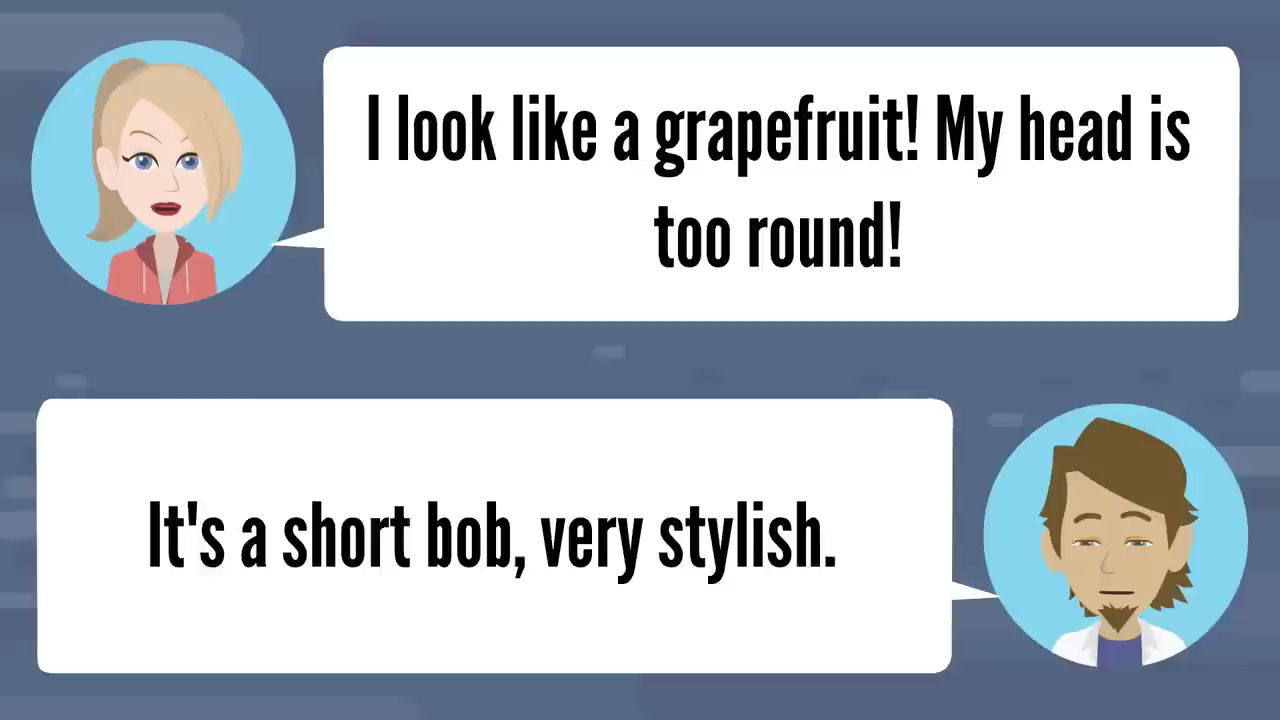 I look like a grapefruit! My head is
too round!
It's a short bob, very stylish.